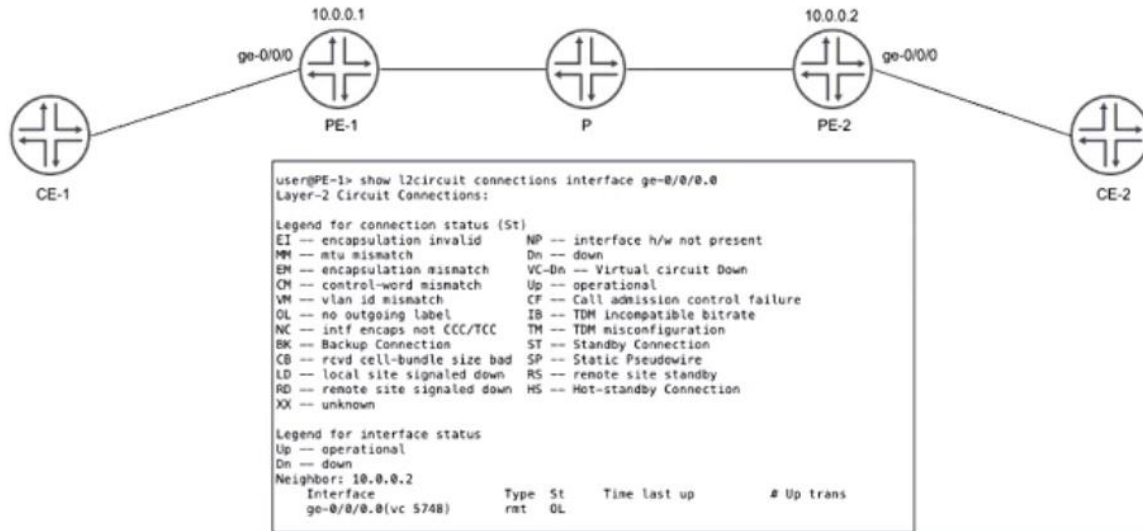 10.0.0.1
10.0.0.2
ge-0/0/0
ge-0/0/0
PE-1
P
PE-2
CE-1
CE-2
user@PE-1> show l2circuit connections interface ge-0/0/0.0
Layer-2 Circuit Connections:
Legend for connection status (St)
EI -- encapsulation invalid NP -- interface h/w not present
MM -- mtu mismatch Dn -- down
EM -- encapsulation mismatch VC-Dn -- Virtual circuit Down
CM -- control-word mismatch Up -- operational
VM -- vlan id mismatch CF -- Call admission control failure
OL -- no outgoing label IB -- TDM incompatible bitrate
NC -- intf encaps not CCC/TCC TM -- TDM misconfiguration
BK -- Backup Connection ST -- Standby Connection
CB -- rcvd cell-bundle size bad SP -- Static Pseudowire
LD -- local site signaled down RS -- remote site standby
RD -- remote site signaled down HS -- Hot-standby Connection
XX -- unknown
Legend for interface status
Up -- operational
Dn -- down
Neighbor: 10.0.0.2
Interface Type St Time last up # Up trans
ge-0/0/0.0(vc 5748) rmt OL